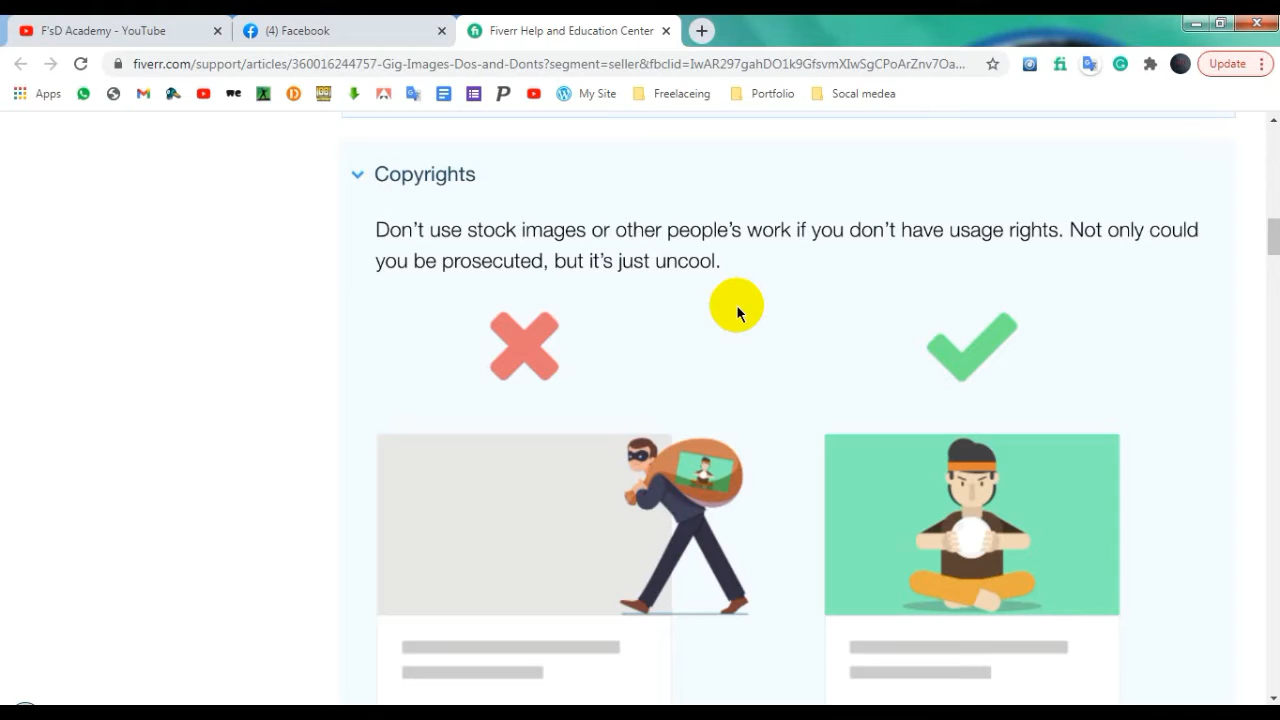 F'sD Academy - YouTube
(4) Facebook
Fiverr Help and Education Center
fiverr.com/support/articles/360016244757-Gig-Images-Dos-and-Donts?segment=seller&fbclid=IwAR297gahDO1k9GfsvmXIwSgCPoArZnv7Oa...
Update
Apps
My Site
Freelaceing
Portfolio
Socal medea
Copyrights
Don't use stock images or other people's work if you don't have usage rights. Not only could
you be prosecuted, but it's just uncool.